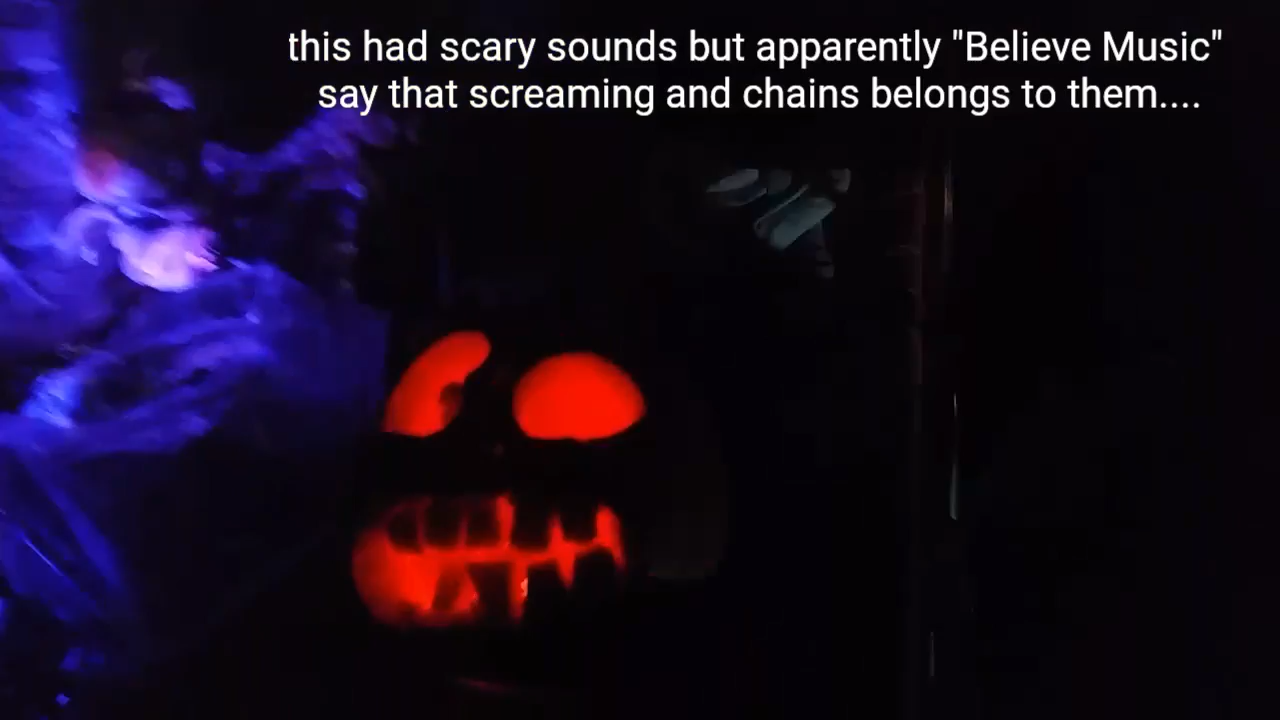 this had scary sounds but apparently "Believe Music"
say that screaming and chains belongs to them....